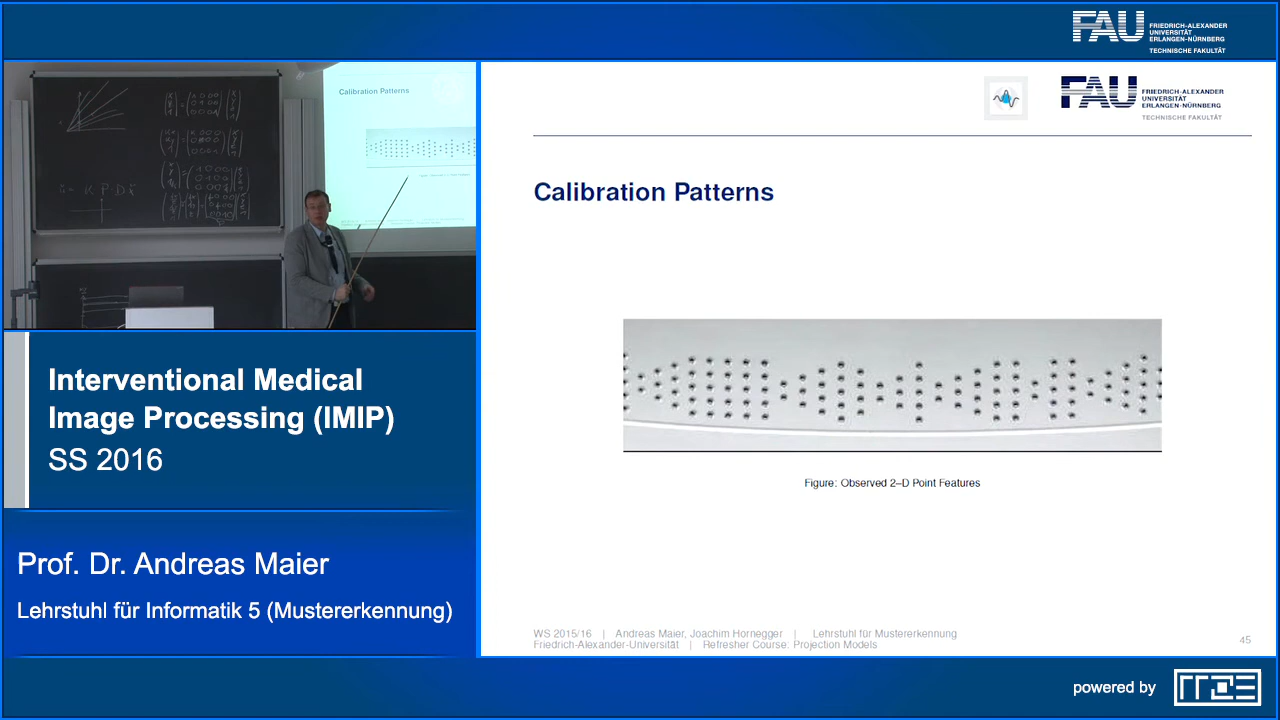 FAU FRIEDRICH-ALEXANDER
UNIVERSITÄT
ERLANGEN-NÜRNBERG
TECHNISCHE FAKULTÄT
Calibration Patterns
FAU FRIEDRICH-ALEXANDER
UNIVERSITÄT
ERLANGEN-NÜRNBERG
TECHNISCHE FAKULTÄT
Calibration Patterns
Figure: Observed 2–D Point Features
Interventional Medical
Image Processing (IMIP)
SS 2016
Prof. Dr. Andreas Maier
Lehrstuhl für Informatik 5 (Mustererkennung)
WS 2015/16 | Andreas Maier, Joachim Hornegger | Lehrstuhl für Mustererkennung
Friedrich-Alexander-Universität | Refresher Course: Projection Models
45
powered by
RRZE